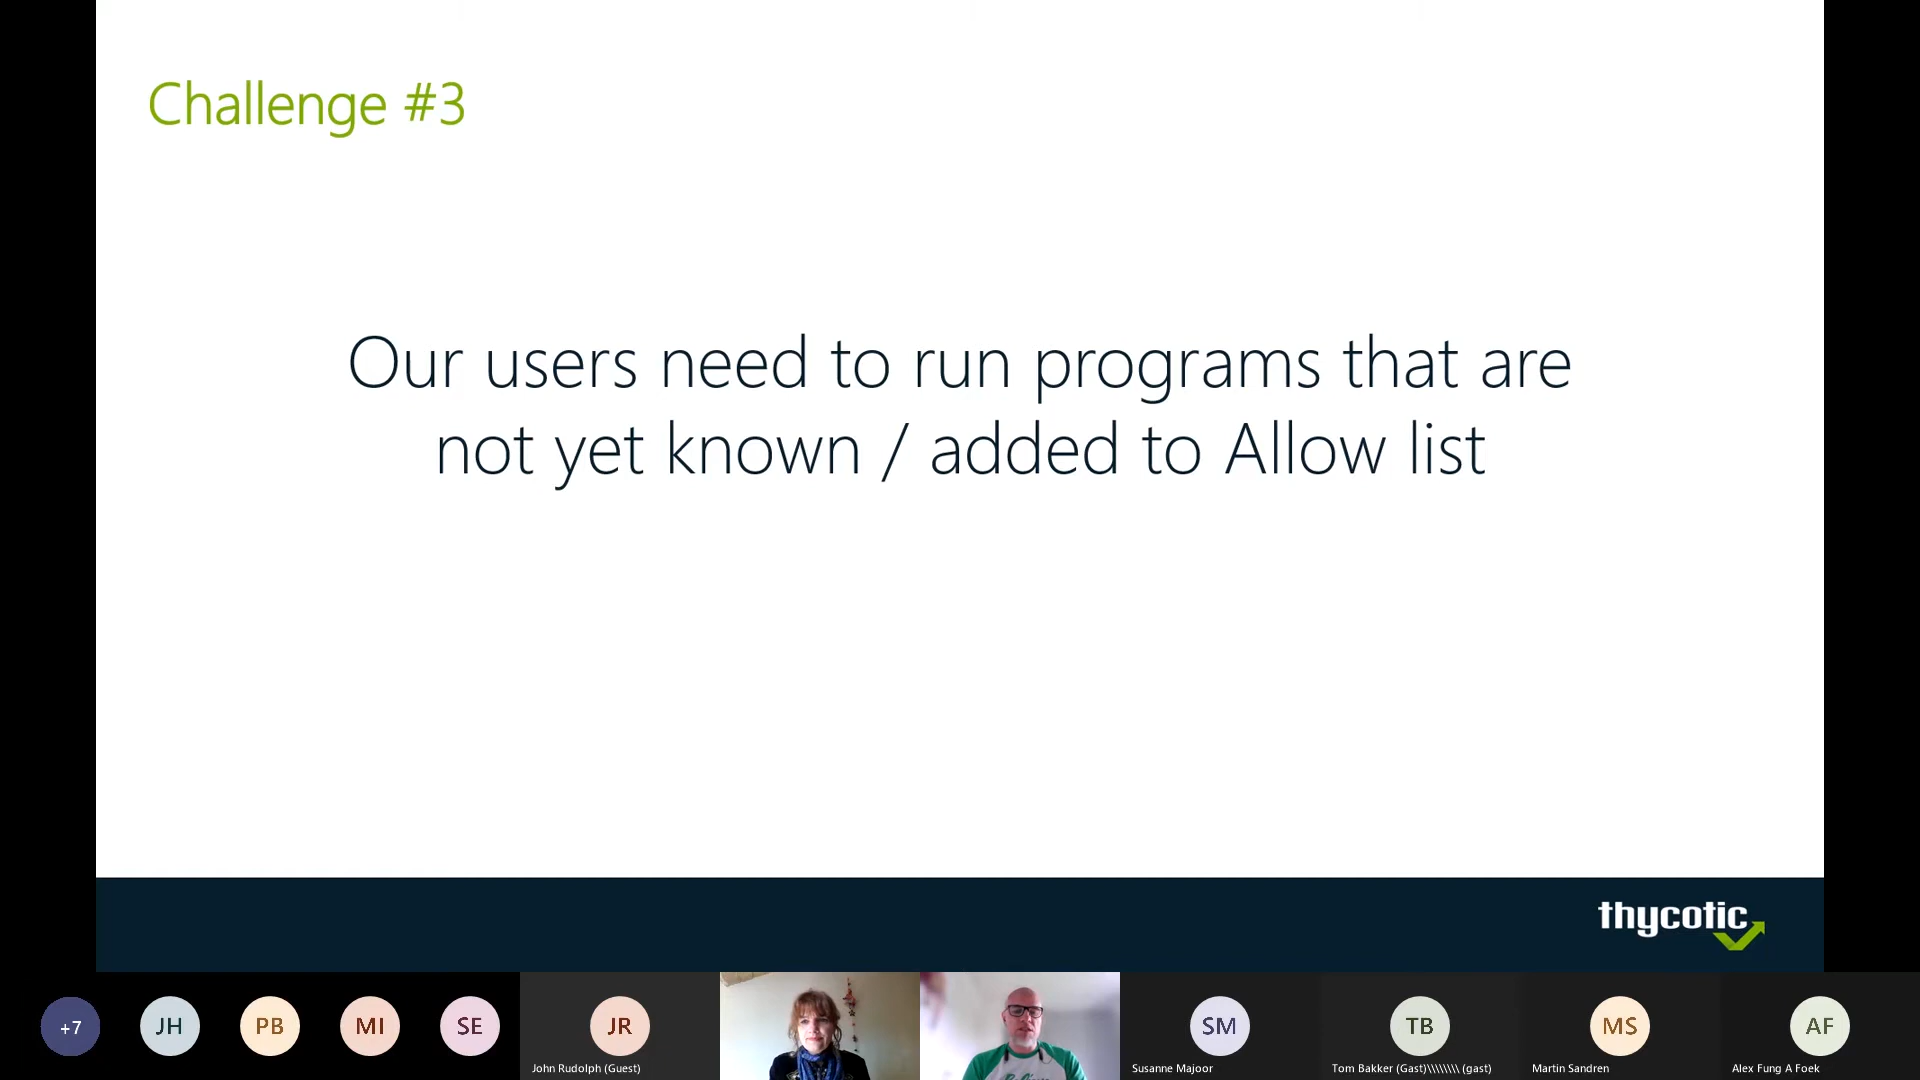 Challenge #3
Our users need to run programs that are
not yet known / added to Allow list
thycotic
+7
JH
PB
MI
SE
JR
SM
TB
MS
AF
John Rudolph (Guest)
Susanne Majoor
Tom Bakker (Gast)\\\\\\\\ (gast)
Martin Sandren
Alex Fung A Foek